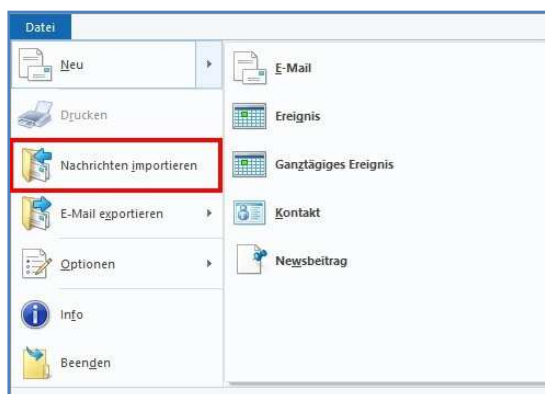 Datei
Neu
Drucken
Nachrichten importieren
E-Mail exportieren
Optionen
Info
Beenden
E-Mail
Ereignis
Ganztägiges Ereignis
Kontakt
Newsbeitrag